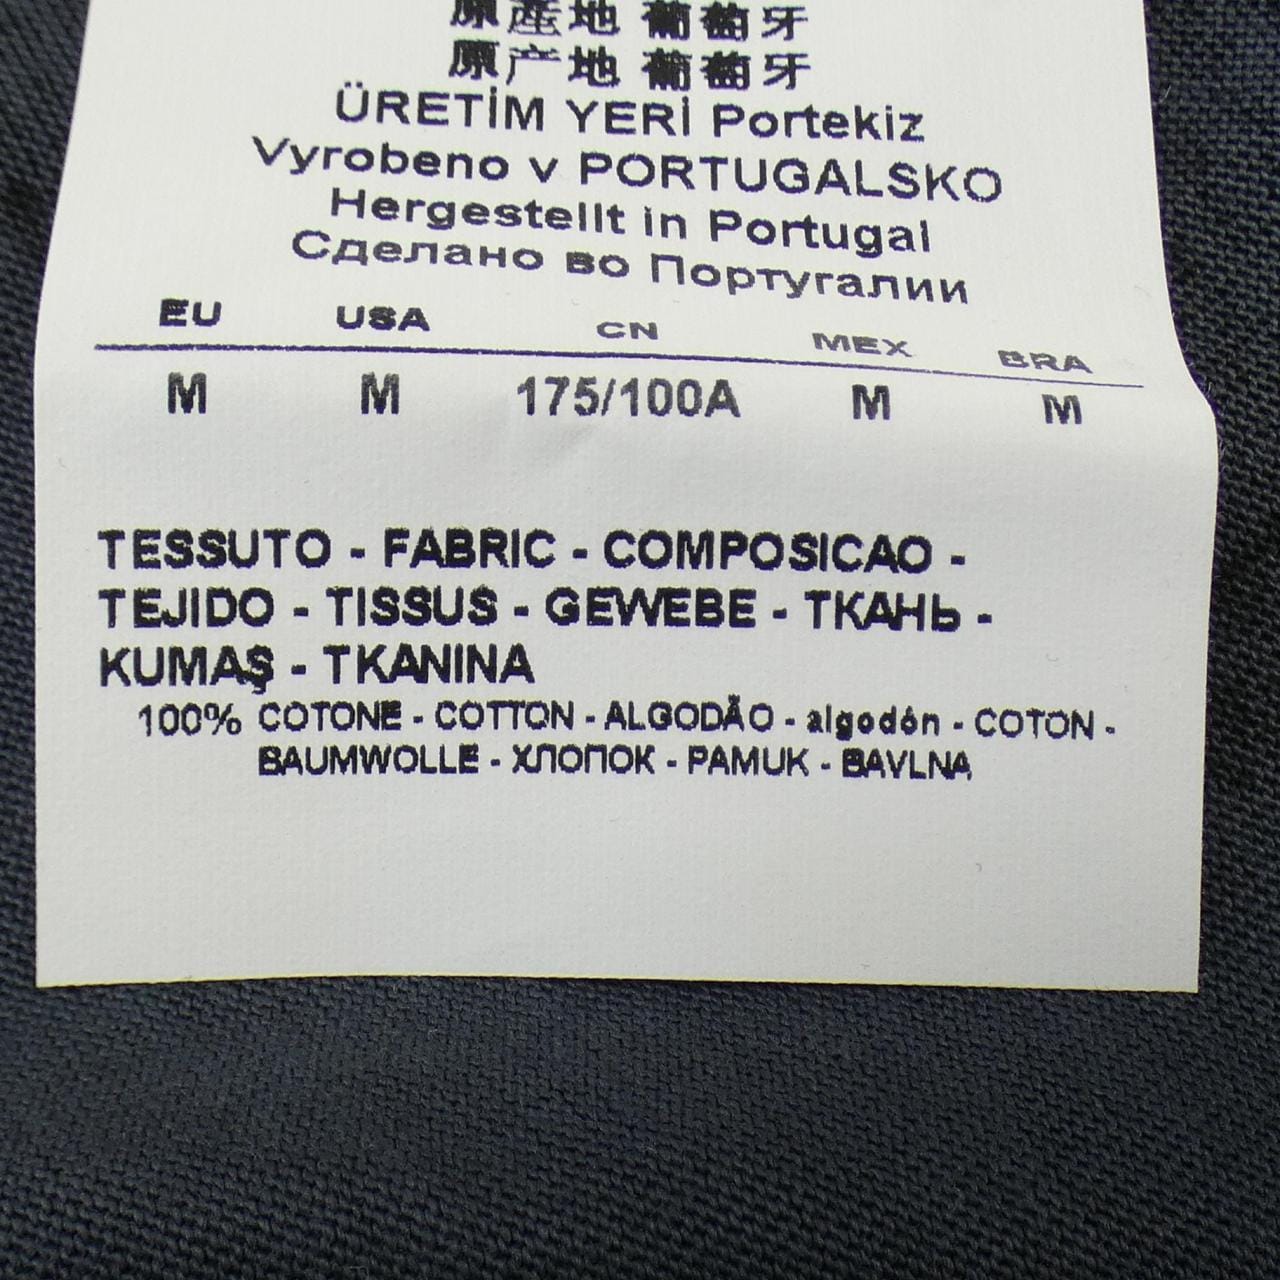 原産地 葡萄牙
原产地 葡萄牙
ÜRETİM YERİ Portekiz
Vyrobeno v PORTUGALSKO
Hergestellt in Portugal
Сделано во Португалии
EU USA CN MEX BRA
M M 175/100A M M
TESSUTO - FABRIC - COMPOSICAO -
TEJIDO - TISSUS - GEWEBE - ТКАНЬ -
KUMAŞ - TKANINA
100% COTONE - COTTON - ALGODÃO - algodón - COTON -
BAUMWOLLE - ХЛОПОК - PAMUK - BAVLNA